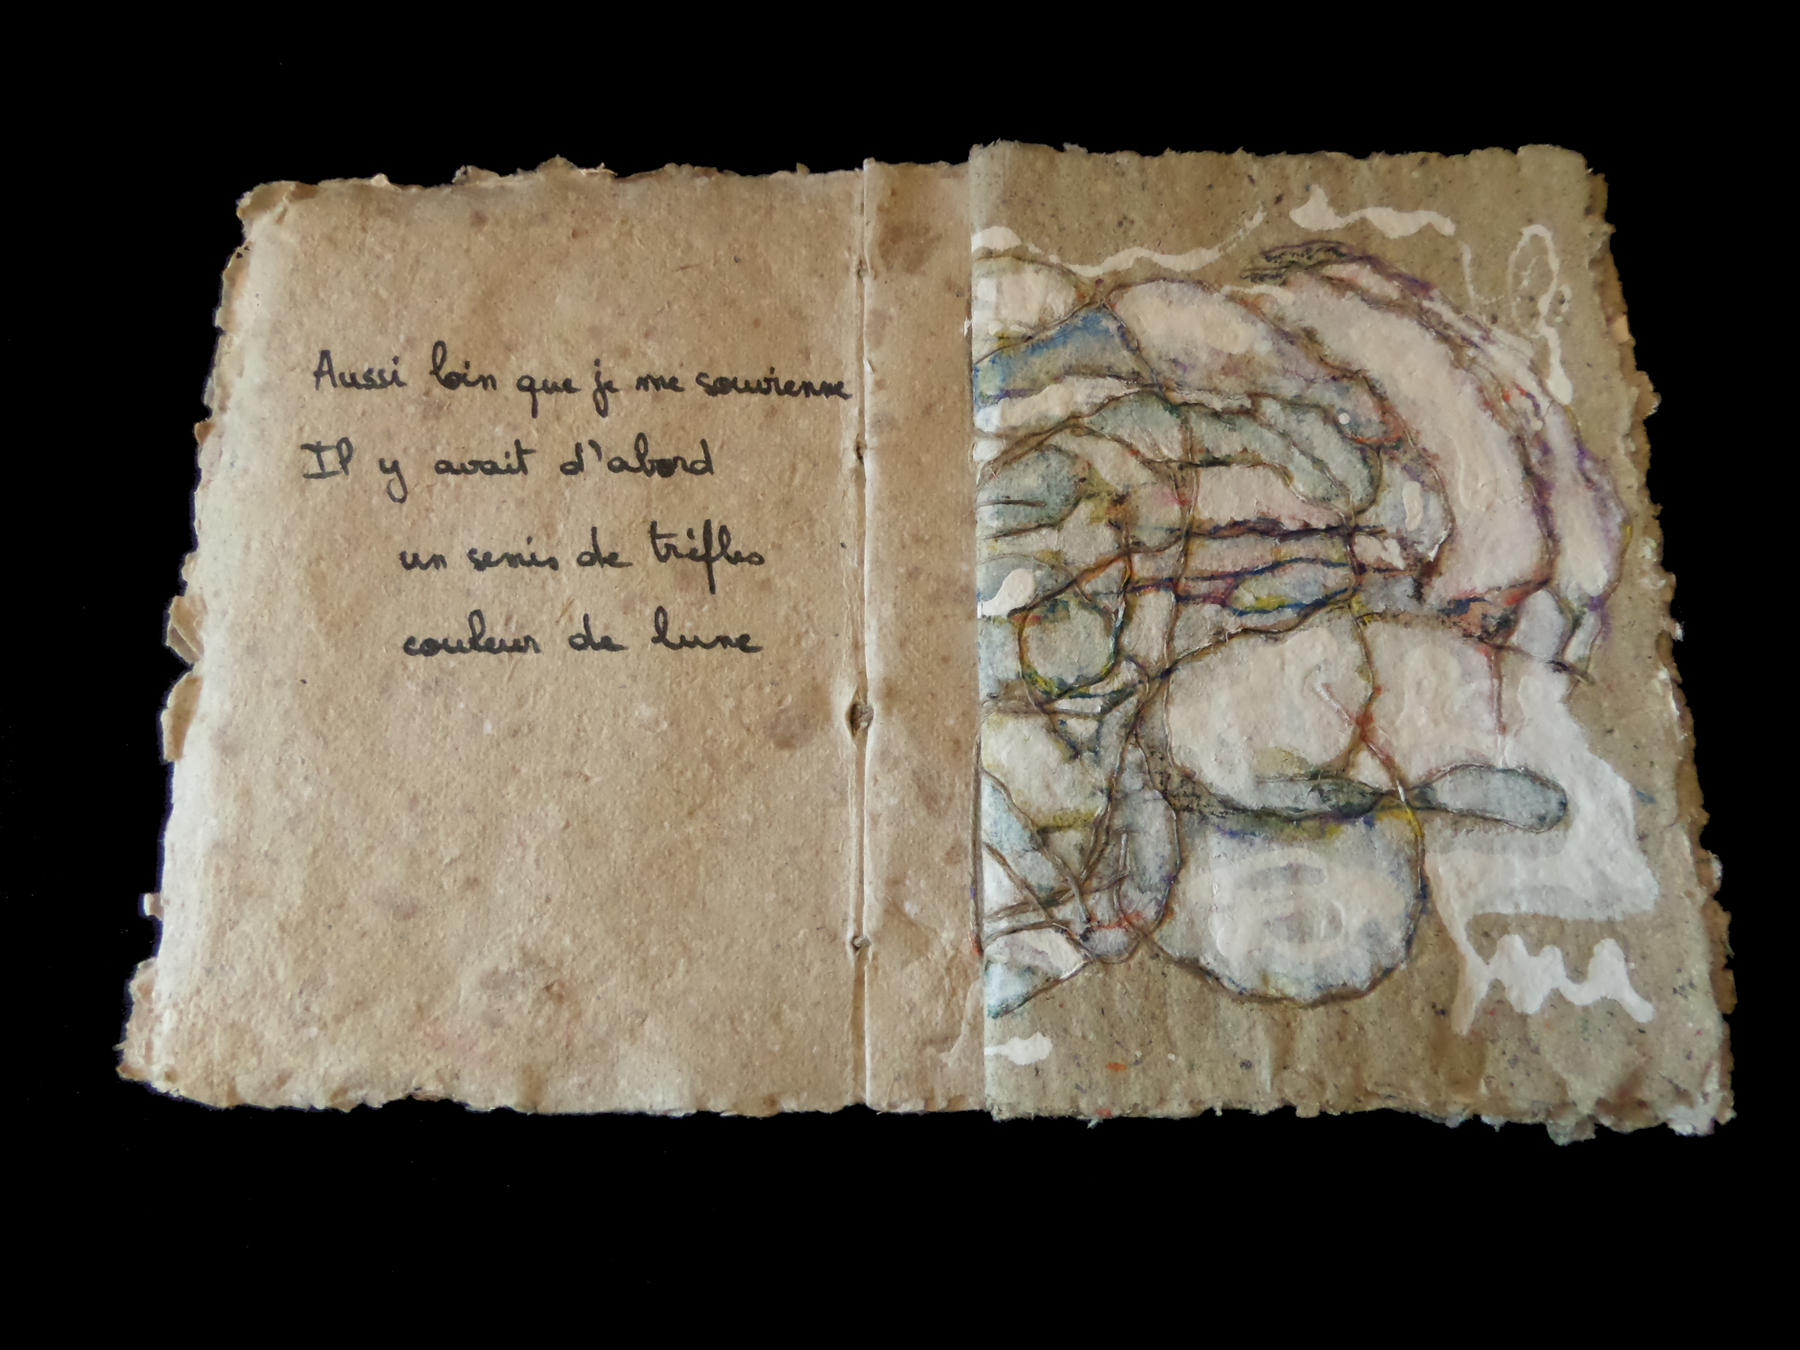 Aussi loin que je me souvienne
Il y avait d'abord
un semis de trèfles
couleur de lune